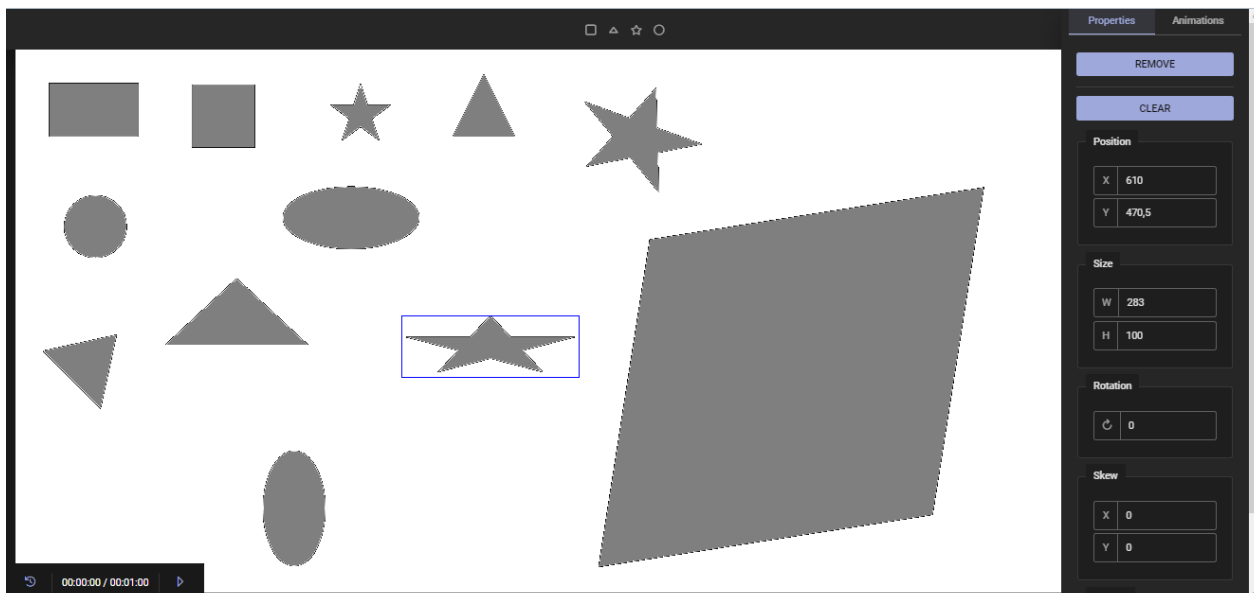 Properties Animations
REMOVE
CLEAR
Position
X 610
Y 470,5
Size
W 283
H 100
Rotation
0
Skew
X 0
Y 0
00:00:00 / 00:01:00